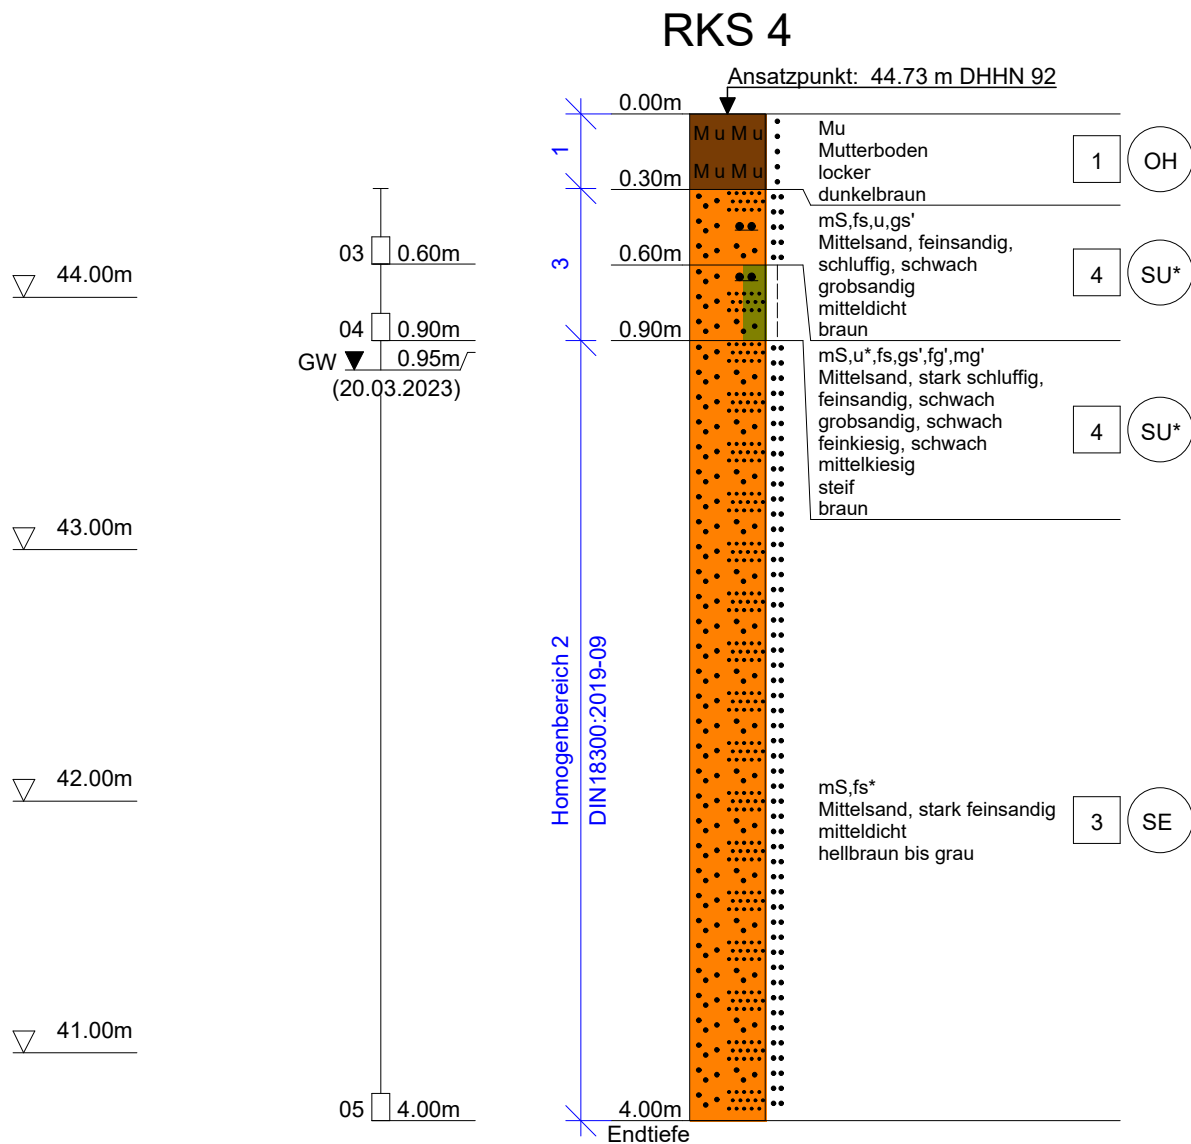 RKS 4
Ansatzpunkt: 44.73 m DHHN 92
0.00m
M u M u
M u M u
0.30m
1
Mu
Mutterboden
locker
dunkelbraun
1
OH
3
0.60m
mS,fs,u,gs'
Mittelsand, feinsandig,
schluffig, schwach
grobsandig
mitteldicht
braun
4
SU*
44.00m
03
0.60m
04
0.90m
0.90m
GW
0.95m
(20.03.2023)
mS,u*,fs,gs',fg',mg'
Mittelsand, stark schluffig,
feinsandig, schwach
grobsandig, schwach
feinkiesig, schwach
mittelkiesig
steif
braun
4
SU*
43.00m
Homogenbereich 2
DIN18300:2019-09
42.00m
mS,fs*
Mittelsand, stark feinsandig
mitteldicht
hellbraun bis grau
3
SE
41.00m
05
4.00m
4.00m
Endtiefe